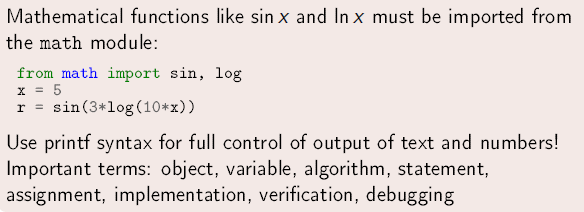 Mathematical functions like sin x and ln x must be imported from
the math module:
from math import sin, log
x = 5
r = sin(3*log(10*x))
Use printf syntax for full control of output of text and numbers!
Important terms: object, variable, algorithm, statement,
assignment, implementation, verification, debugging